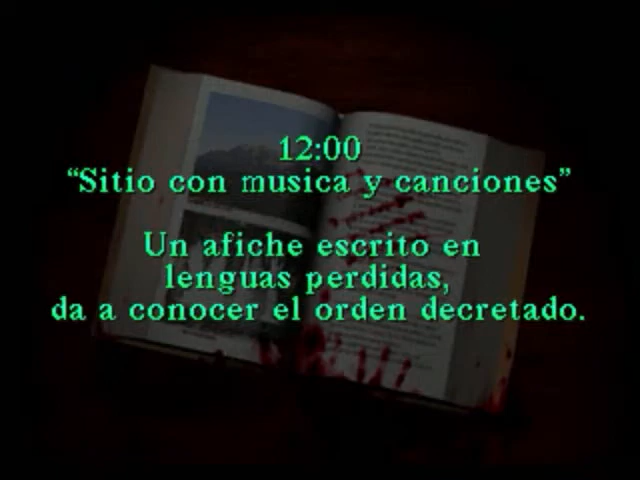 12:00
“Sitio con musica y canciones”
Un afiche escrito en
lenguas perdidas,
da a conocer el orden decretado.